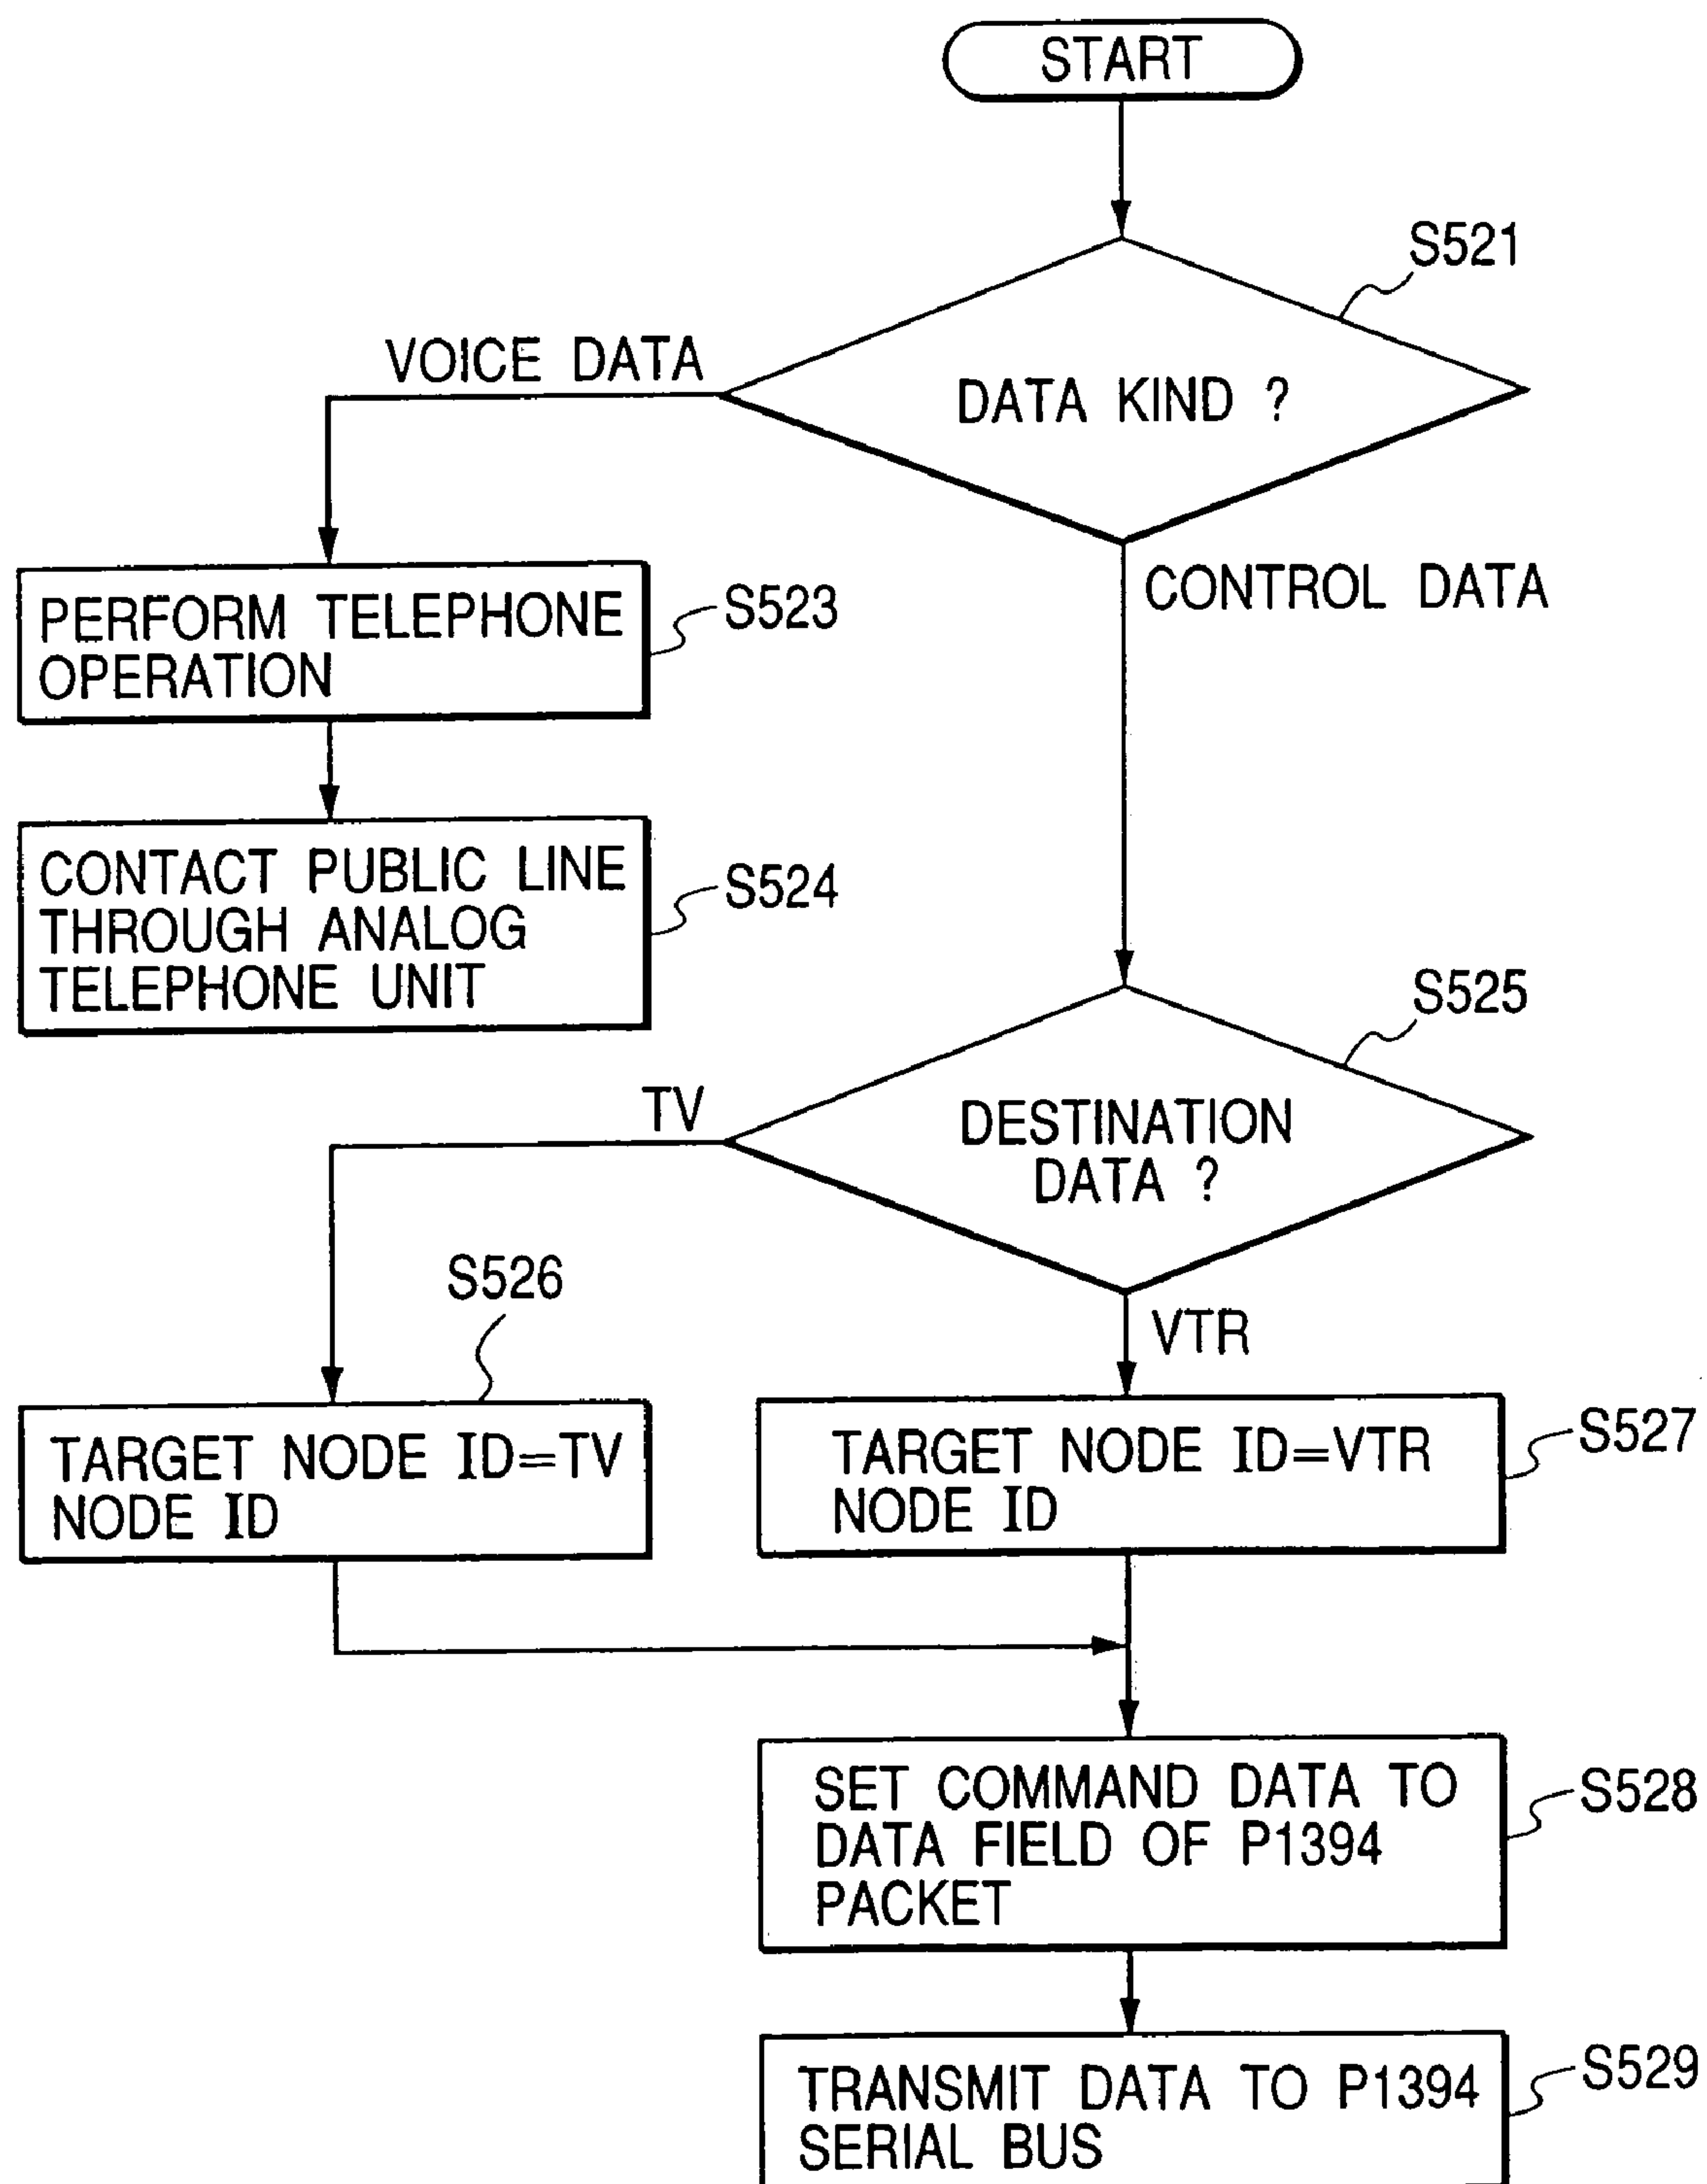 START
S521
VOICE DATA
DATA KIND ?
CONTROL DATA
PERFORM TELEPHONE
OPERATION
S523
CONTACT PUBLIC LINE
THROUGH ANALOG
TELEPHONE UNIT
S524
S525
TV
DESTINATION
DATA ?
S526
VTR
TARGET NODE ID=TV
NODE ID
TARGET NODE ID=VTR
NODE ID
S527
SET COMMAND DATA TO
DATA FIELD OF P1394
PACKET
S528
TRANSMIT DATA TO P1394
SERIAL BUS
S529